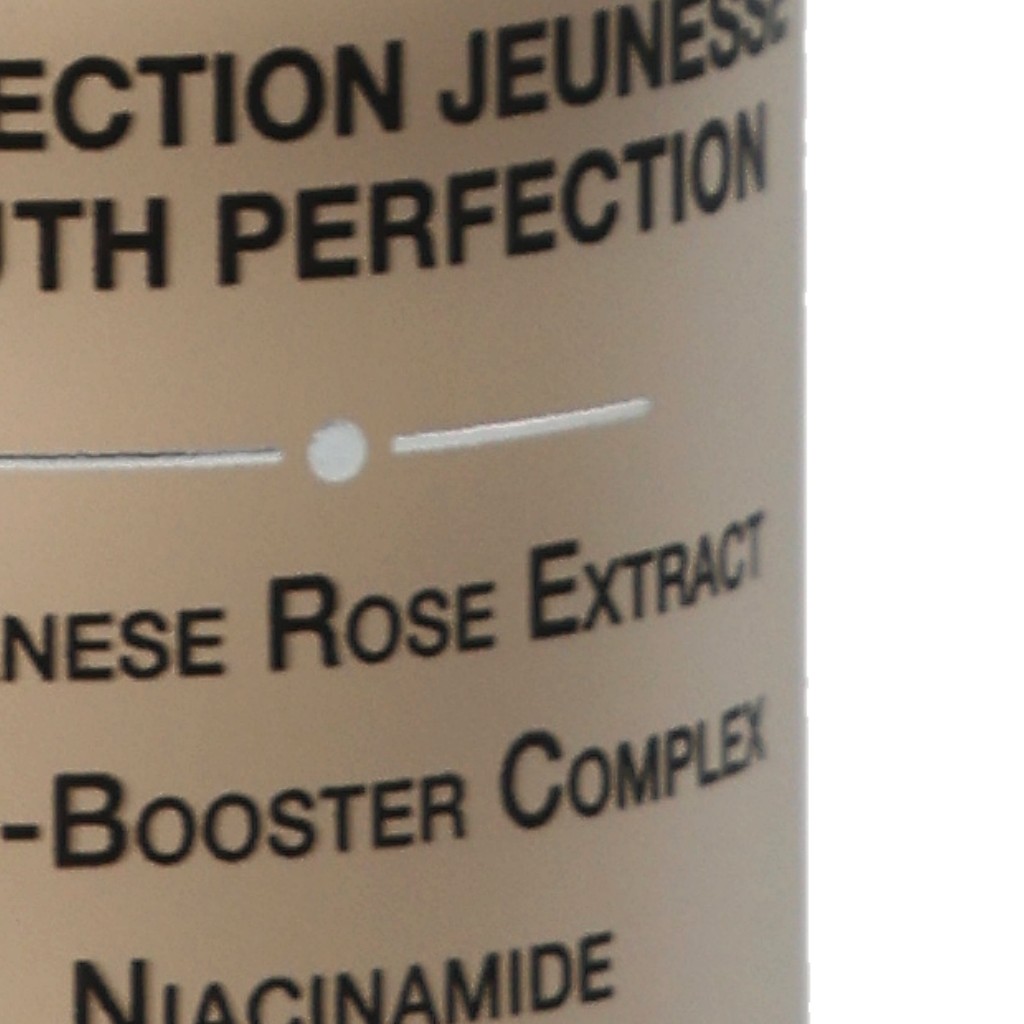 ECTION JEUNESSE
UTH PERFECTION
NESE ROSE EXTRACT
-BOOSTER COMPLEX
NIACINAMIDE